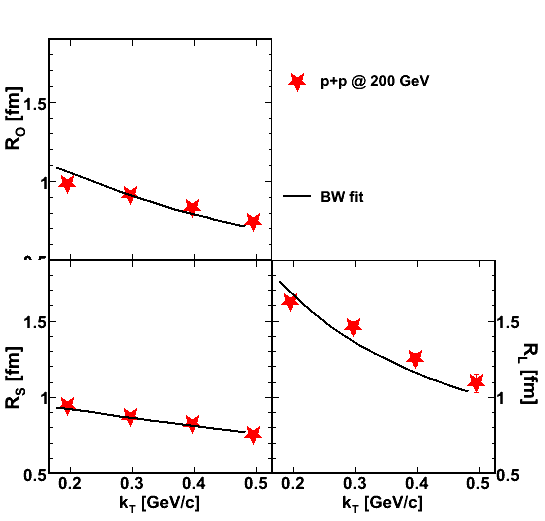 p+p @ 200 GeV
BW fit
R_O [fm]
1.5
1
0.5
R_S [fm]
1.5
1
0.5
1.5
1
0.5
R_L [fm]
0.2 0.3 0.4 0.5
0.2 0.3 0.4 0.5
k_T [GeV/c]
k_T [GeV/c]